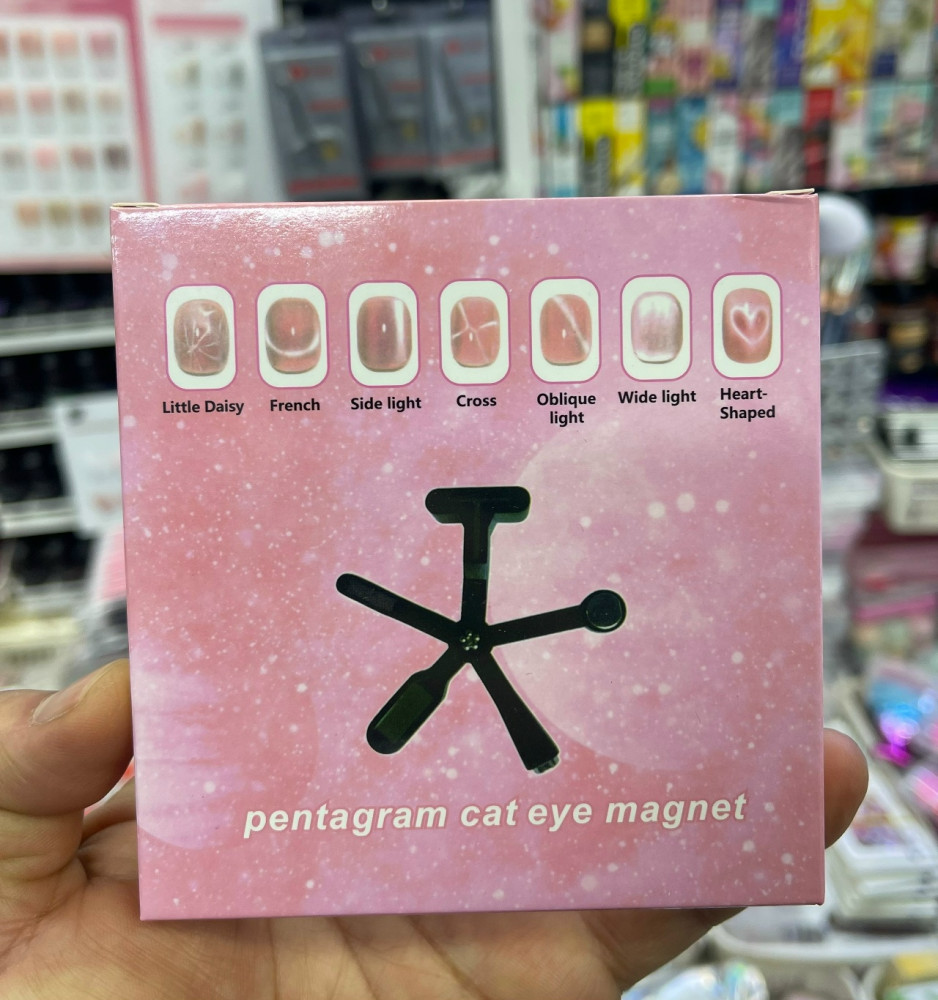 Little Daisy
French
Side light
Cross
Oblique
light
Wide light
Heart-
Shaped
pentagram cat eye magnet